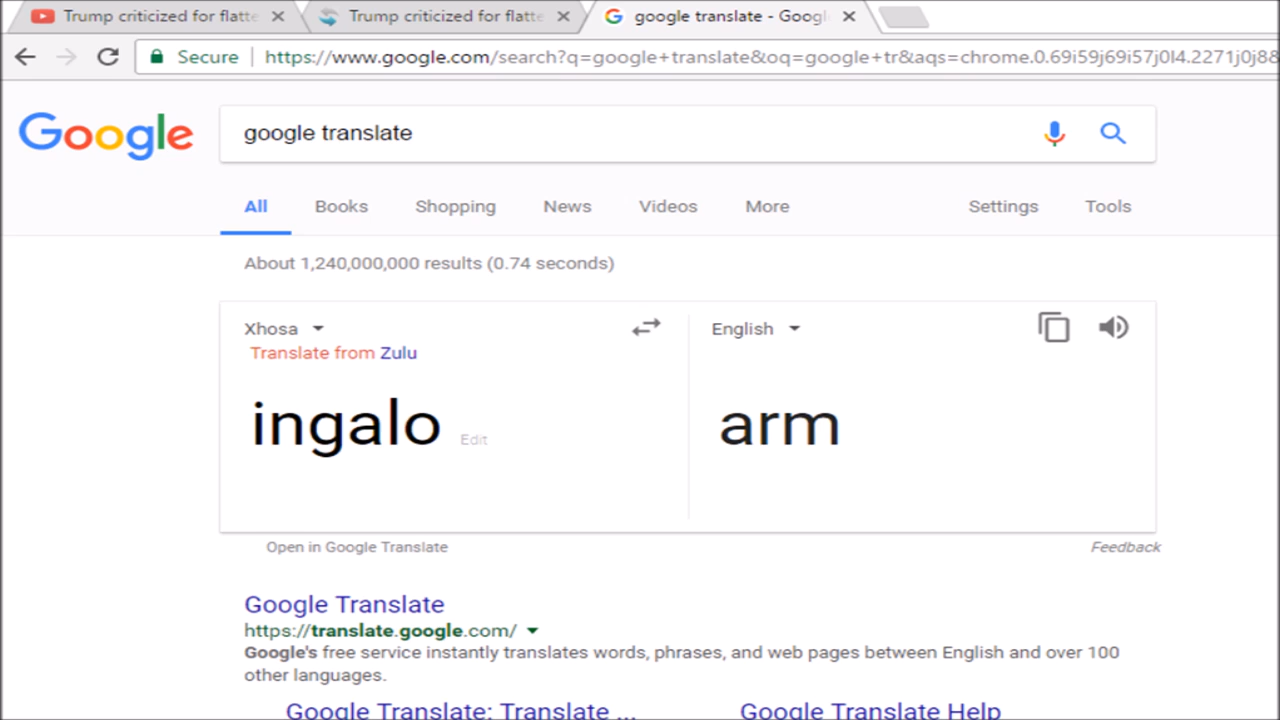 Trump criticized for flatte
Trump criticized for flatte
google translate - Googl
Secure
https://www.google.com/search?q=google+translate&oq=google+tr&aqs=chrome.0.69i59j69i57j0l4.2271j0j8&
Google
google translate
All Books Shopping News Videos More Settings Tools
About 1,240,000,000 results (0.74 seconds)
Xhosa
English
Translate from Zulu
ingalo Edit
arm
Open in Google Translate
Feedback
Google Translate
https://translate.google.com/
Google's free service instantly translates words, phrases, and web pages between English and over 100
other languages.
Google Translate: Translate ...
Google Translate Help